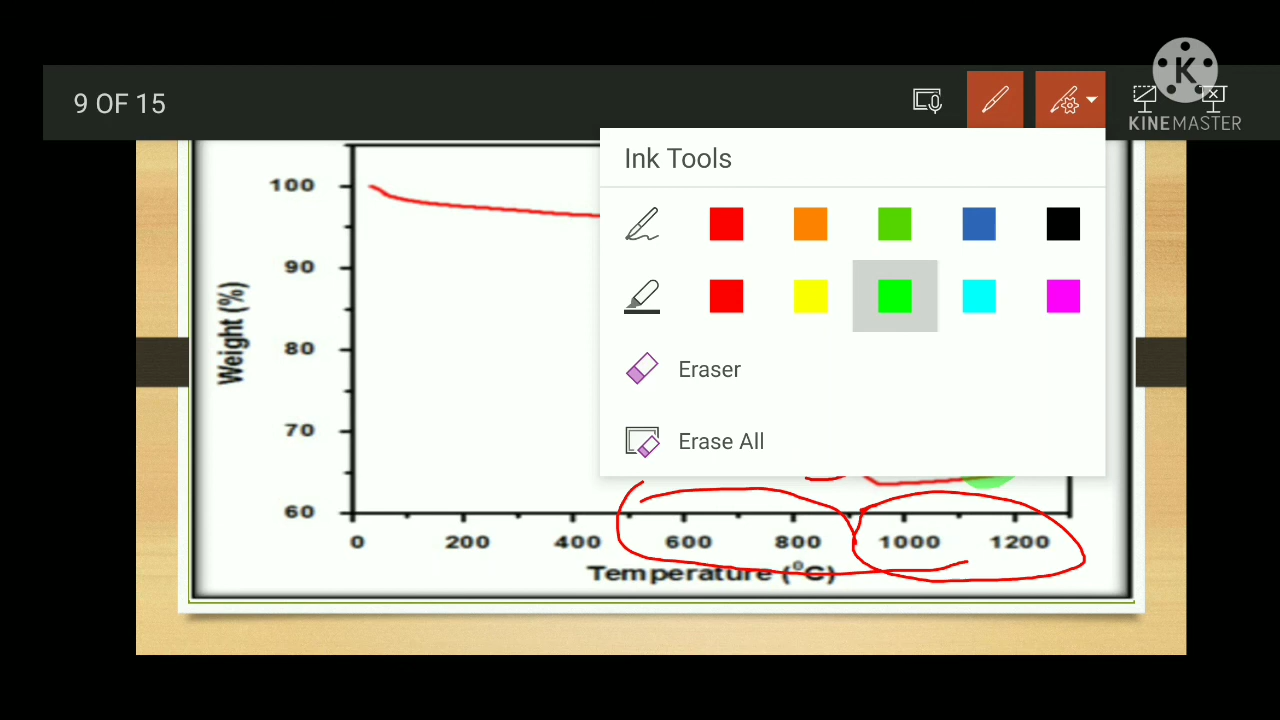 K
9 OF 15
KINEMASTER
Ink Tools
100
90
Weight (%)
80
Eraser
70
Erase All
60
0 200 400 600 800 1000 1200
Temperature (°C)